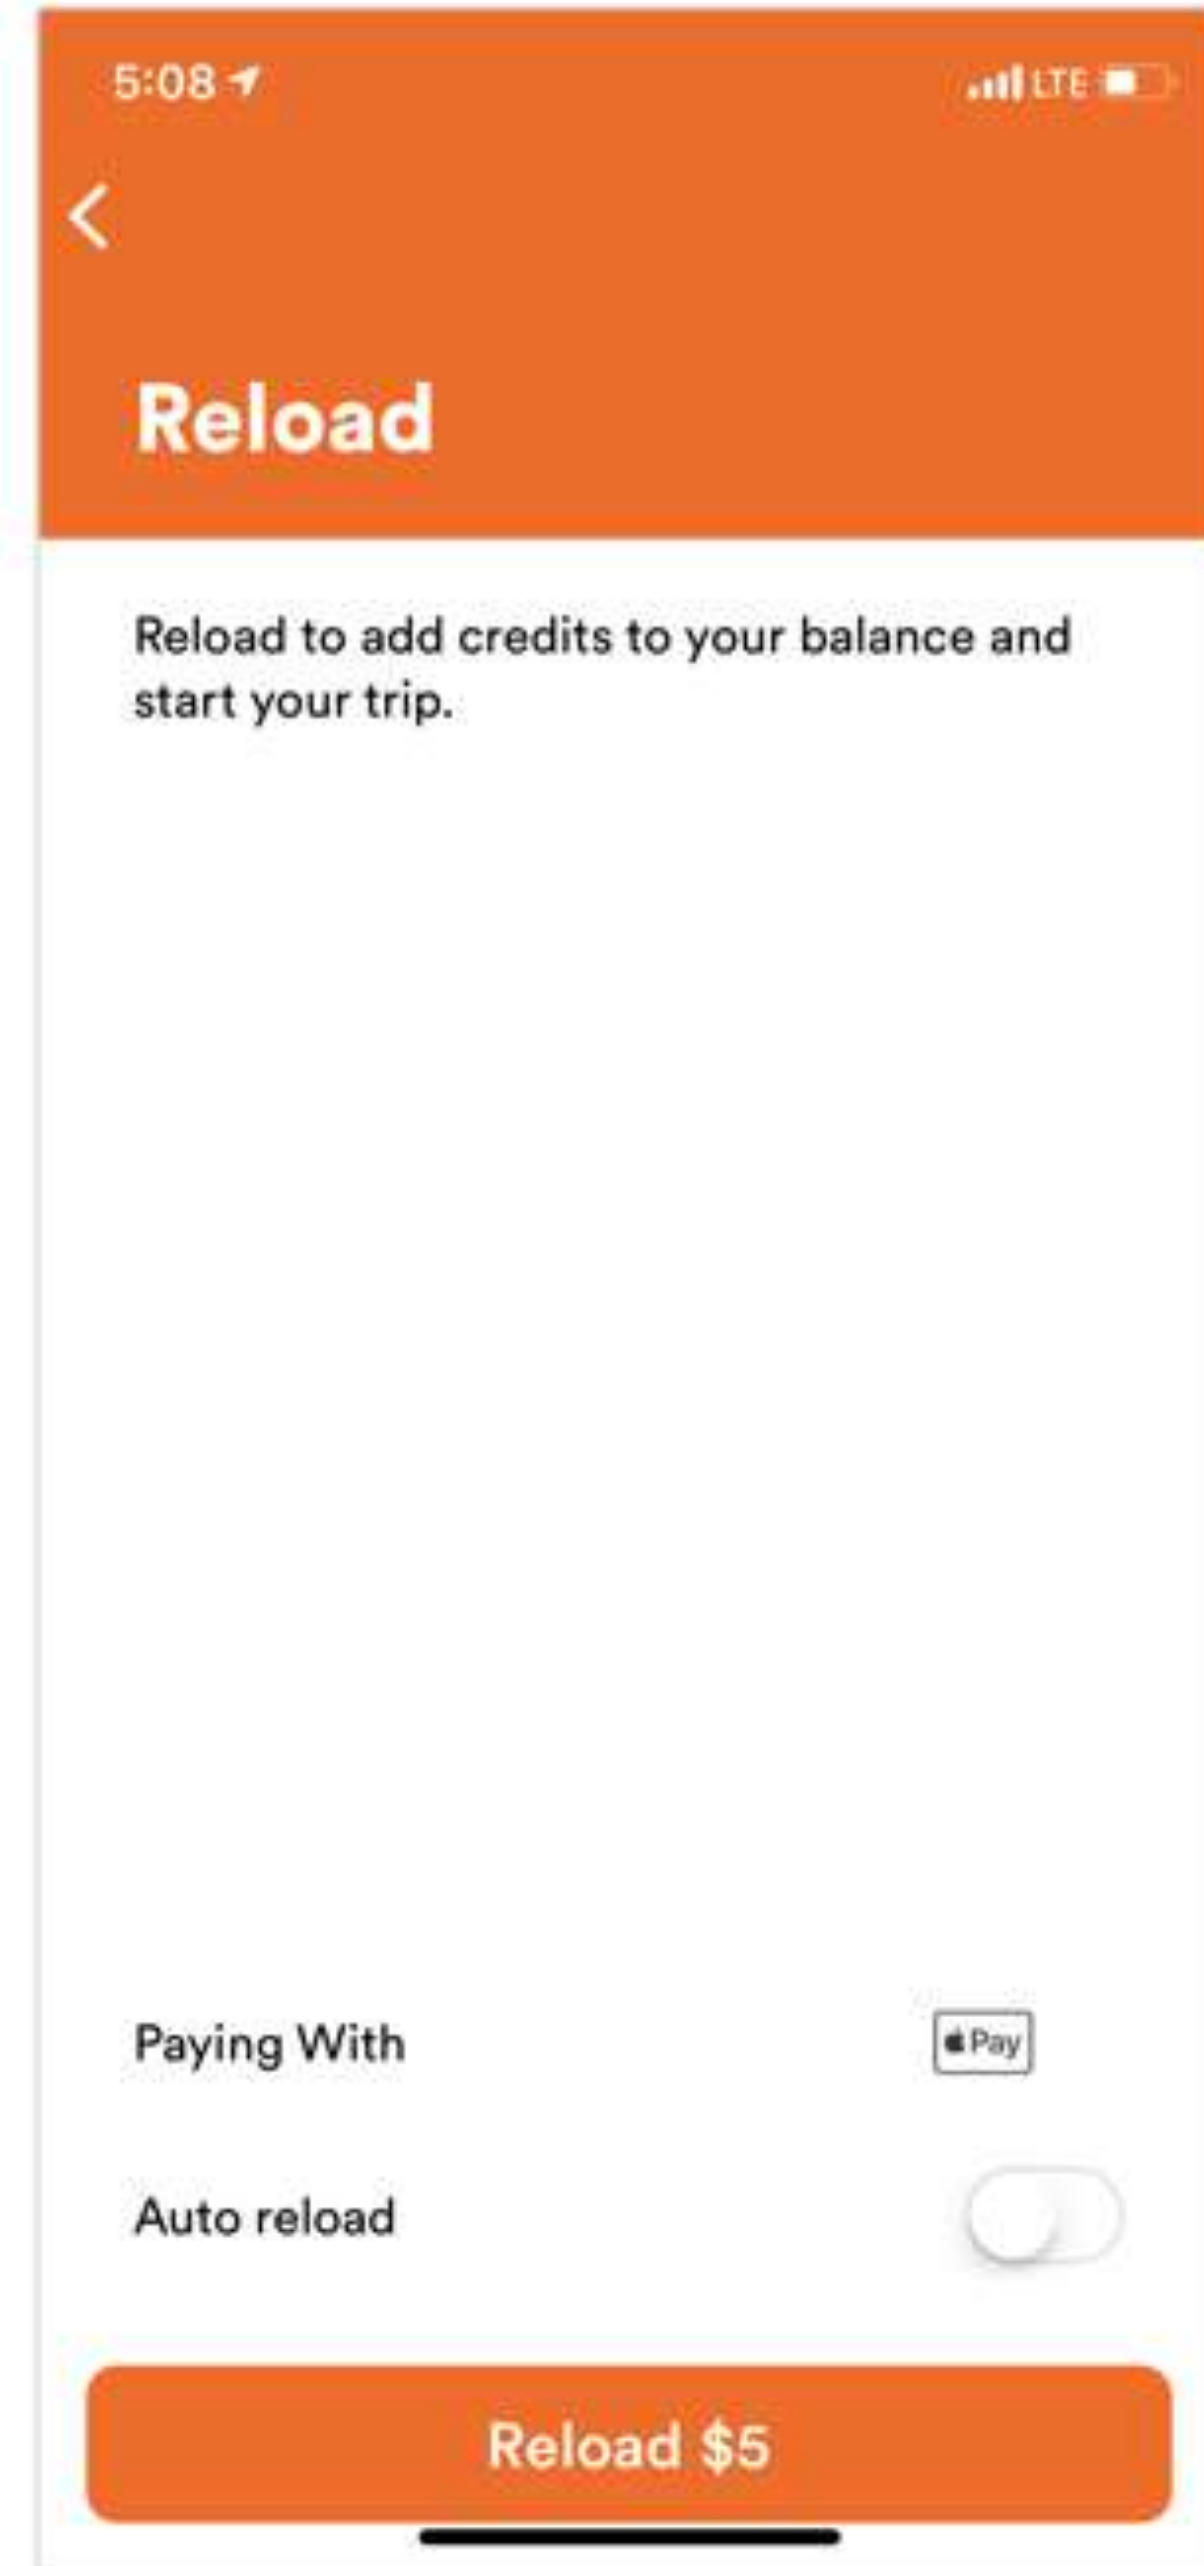 5:08
LTE
Reload
Reload to add credits to your balance and
start your trip.
Paying With
Pay
Auto reload
Reload $5